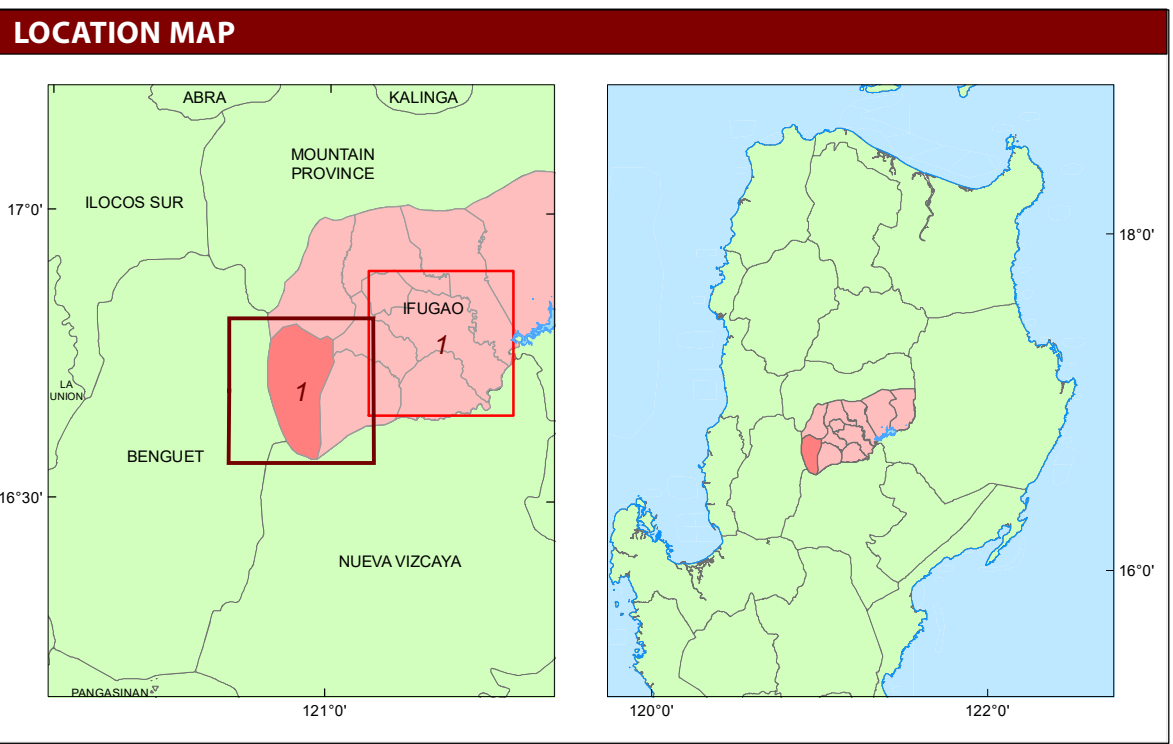 LOCATION MAP
ABRA
KALINGA
MOUNTAIN
PROVINCE
ILOCOS SUR
17°0'
IFUGAO
1
1
LA
UNION
BENGUET
16°30'
NUEVA VIZCAYA
PANGASINAN
121°0'
18°0'
16°0'
120°0'
122°0'